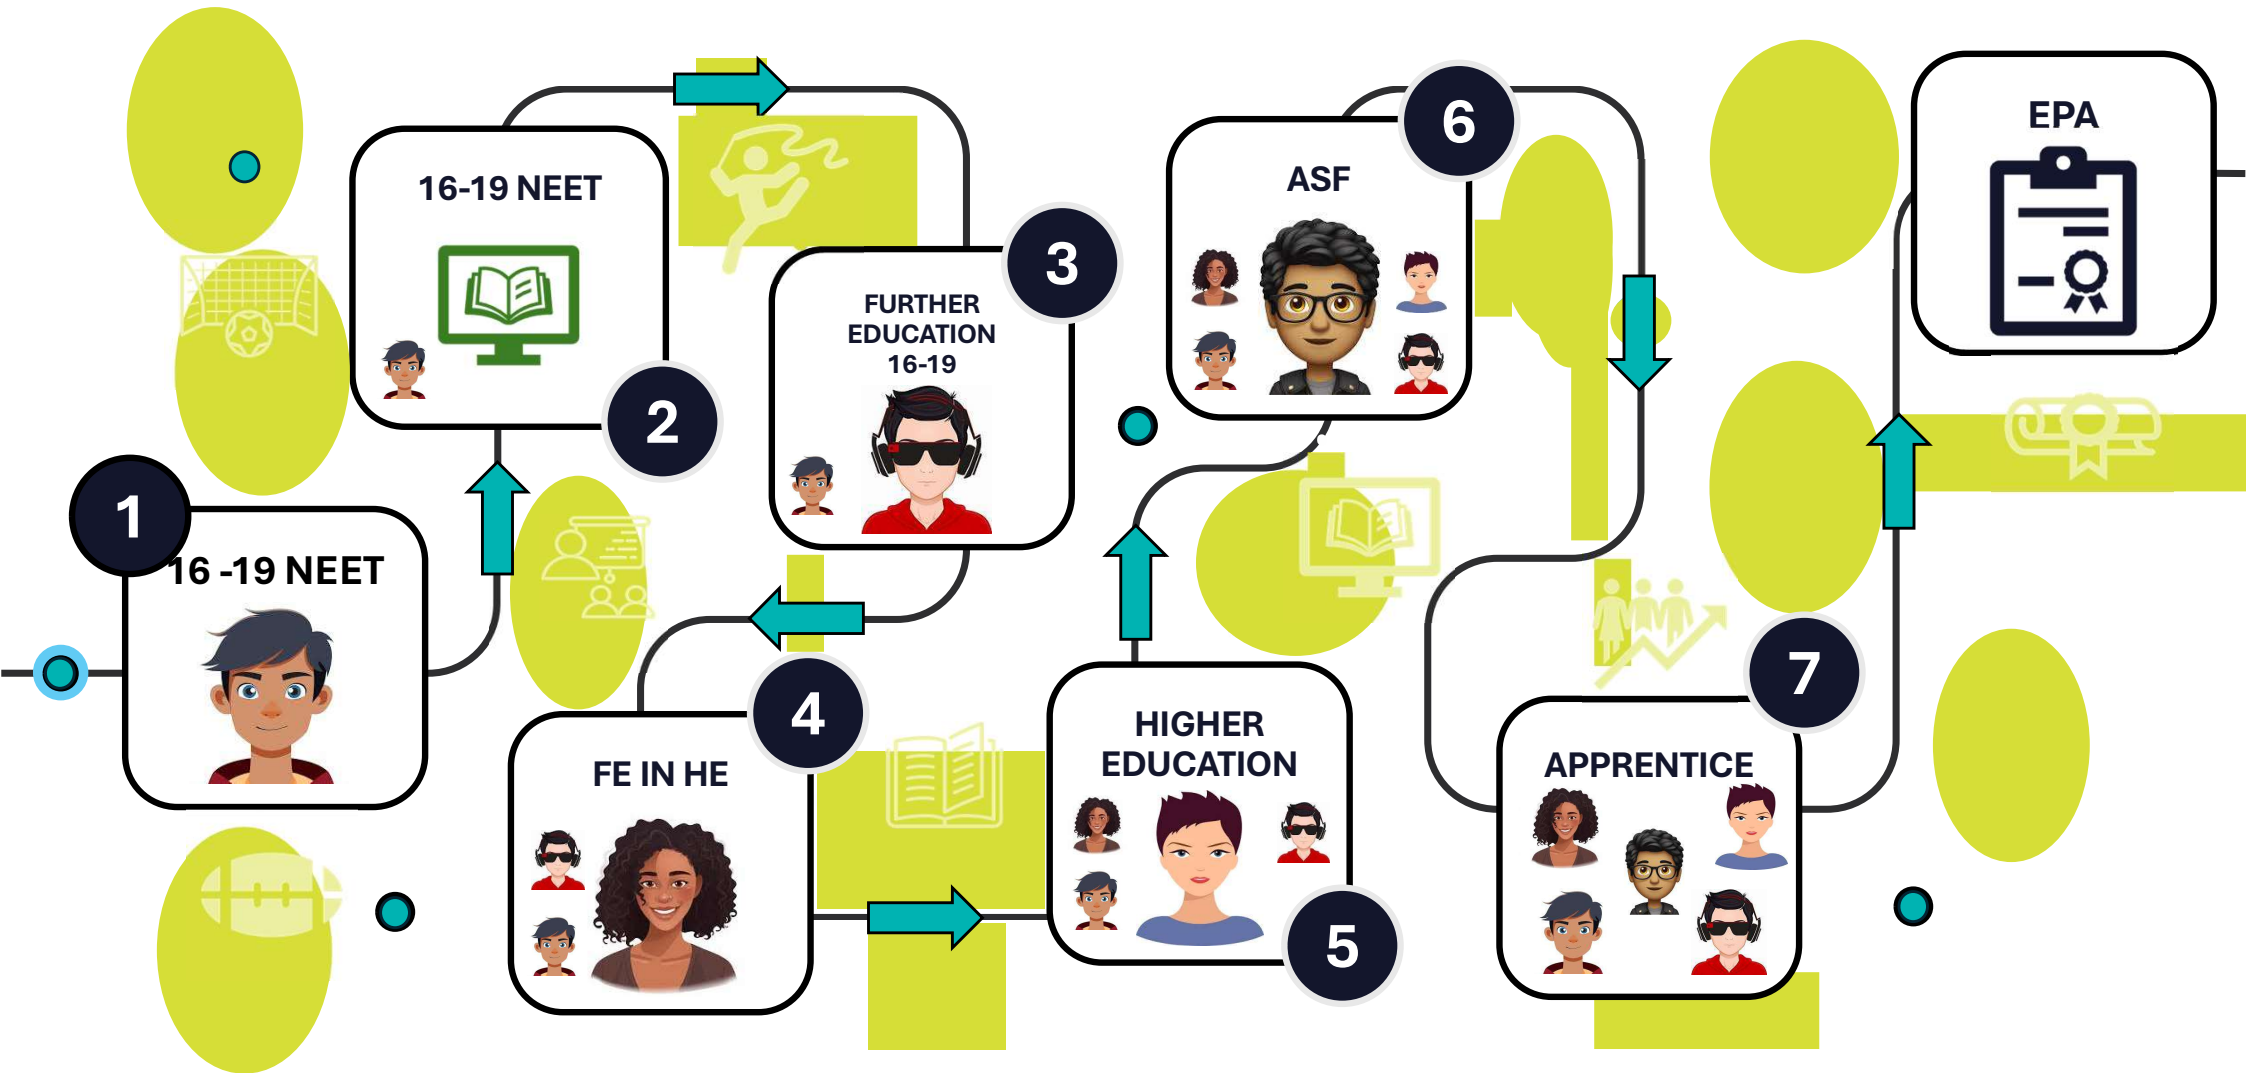 1
16 -19 NEET
16-19 NEET
2
3
FURTHER
EDUCATION
16-19
4
FE IN HE
HIGHER
EDUCATION
5
6
ASF
7
APPRENTICE
EPA